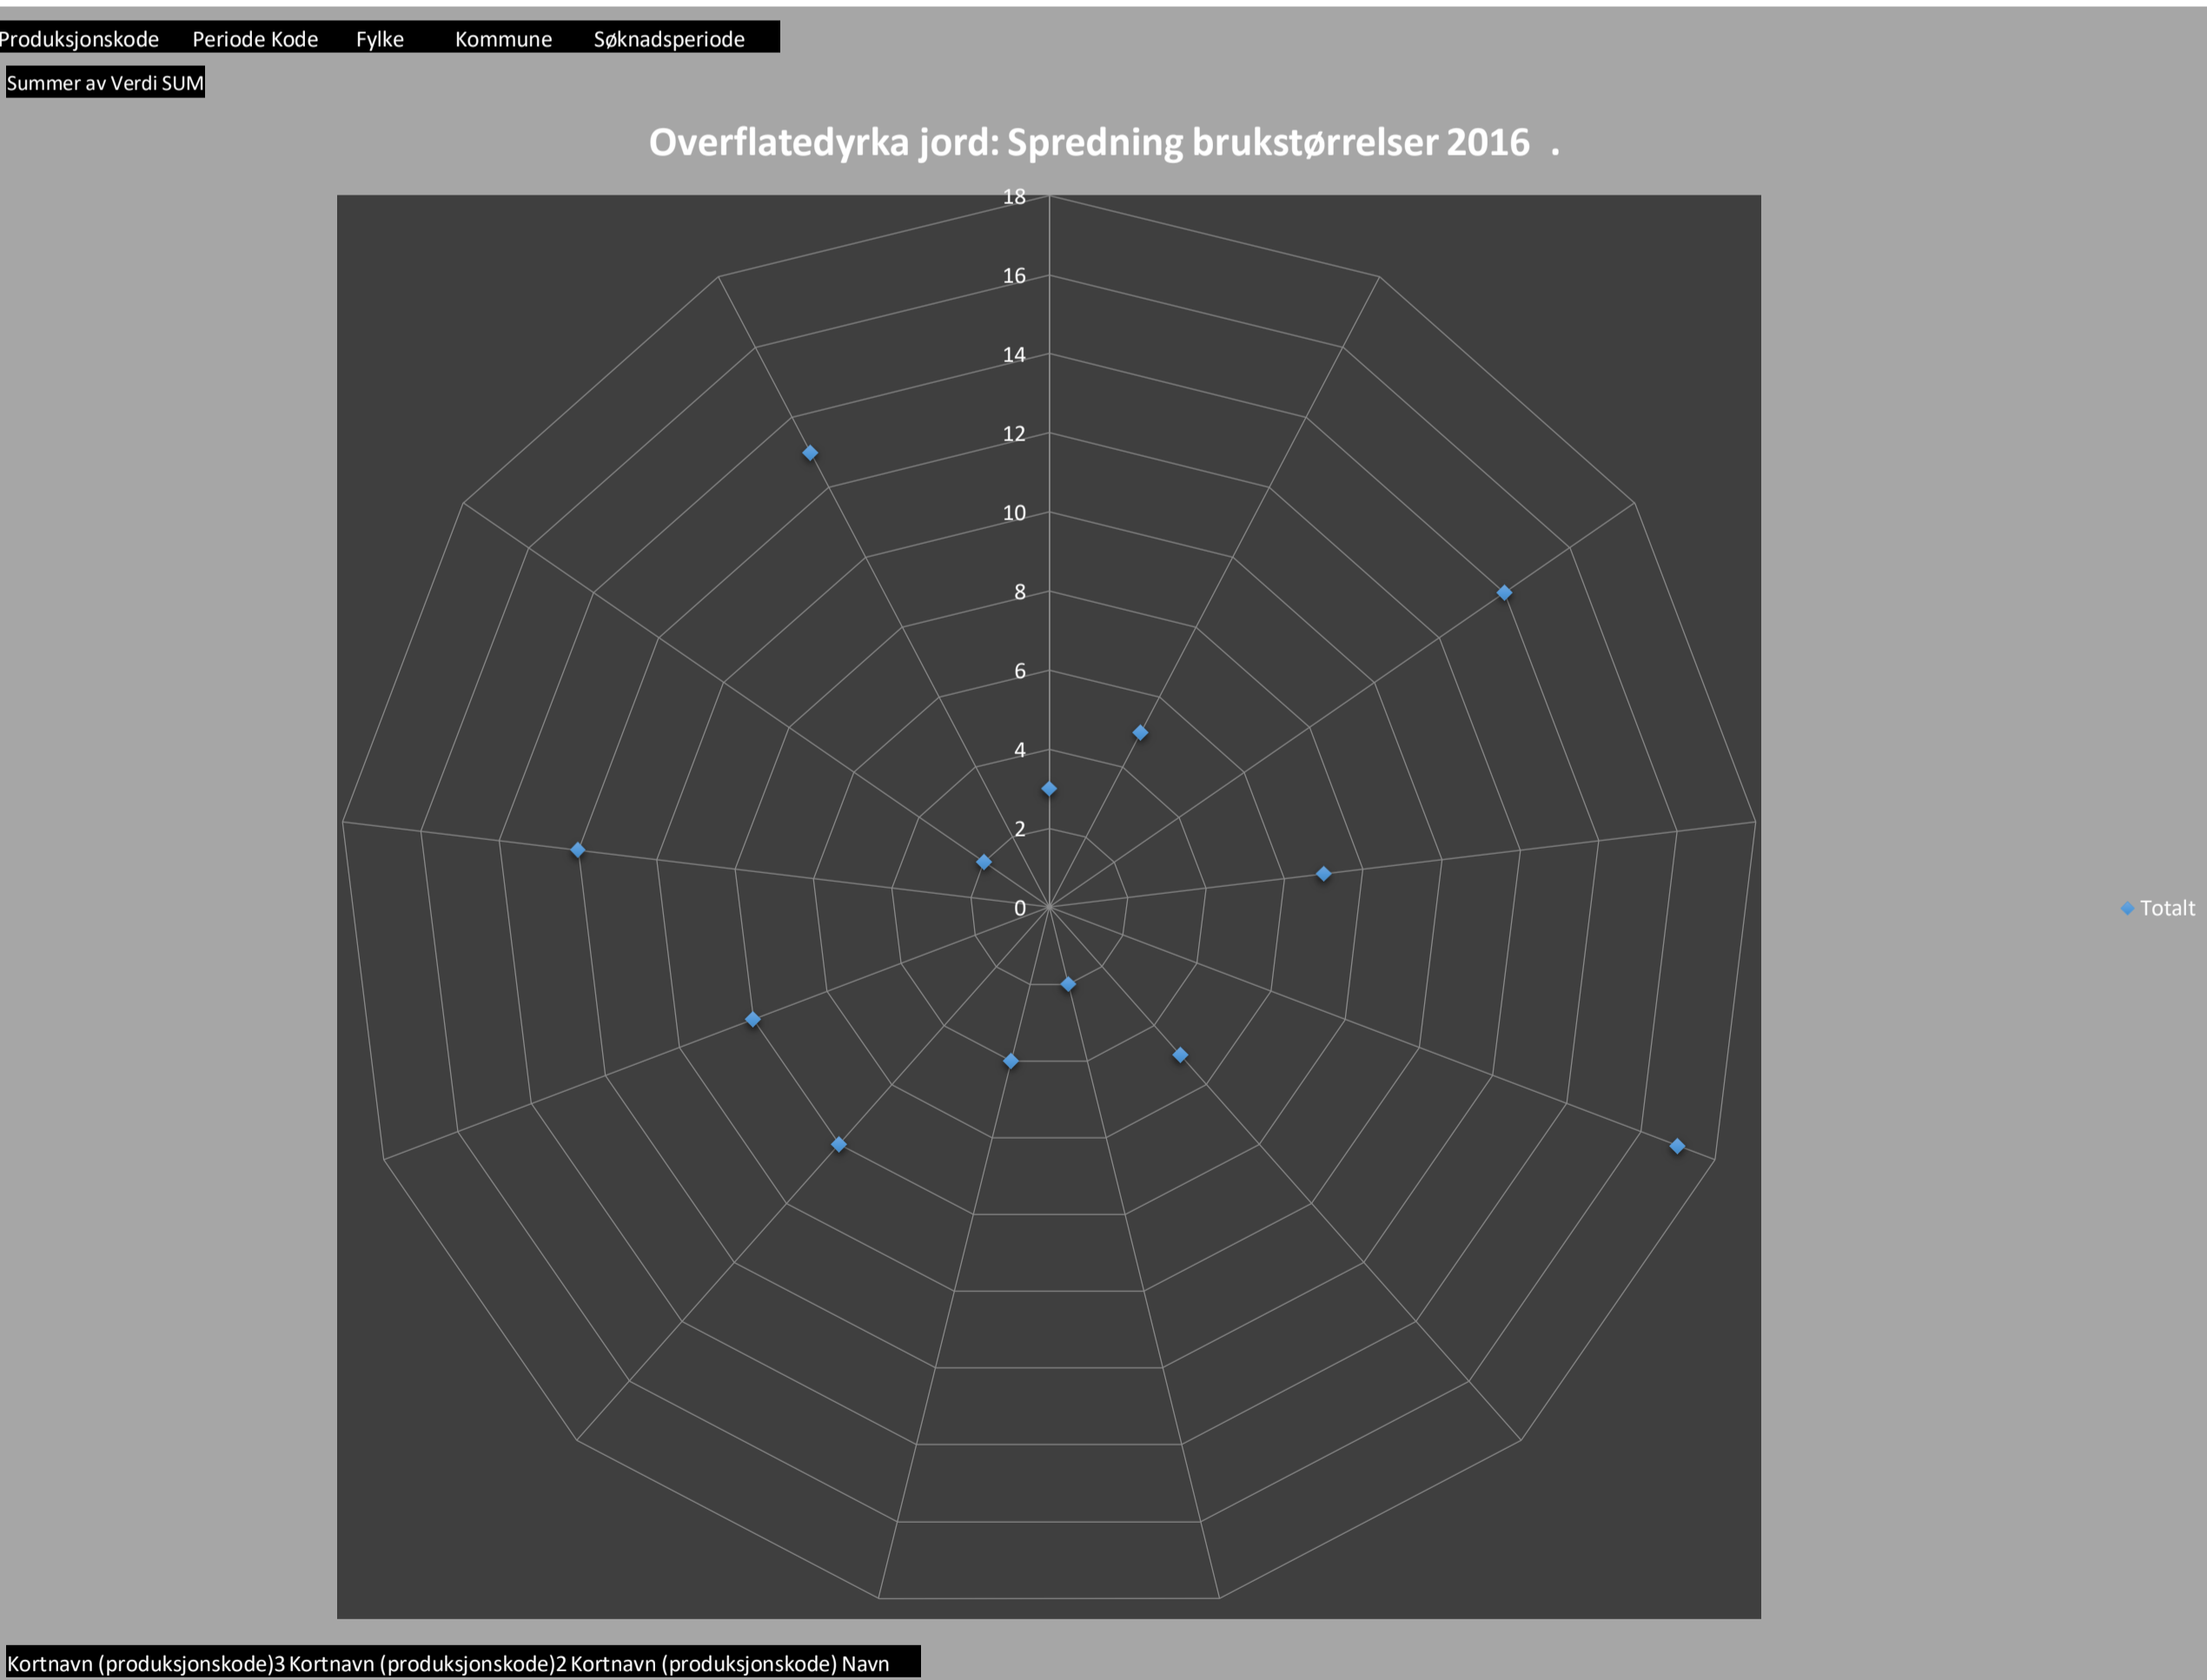 Produksjonskode Periode Kode Fylke Kommune Søknadsperiode
Summer av Verdi SUM
Overflatedyrka jord: Spredning brukstørrelser 2016 .
18
16
14
12
10
8
6
4
2
0
Totalt
Kortnavn (produksjonskode)3 Kortnavn (produksjonskode)2 Kortnavn (produksjonskode) Navn